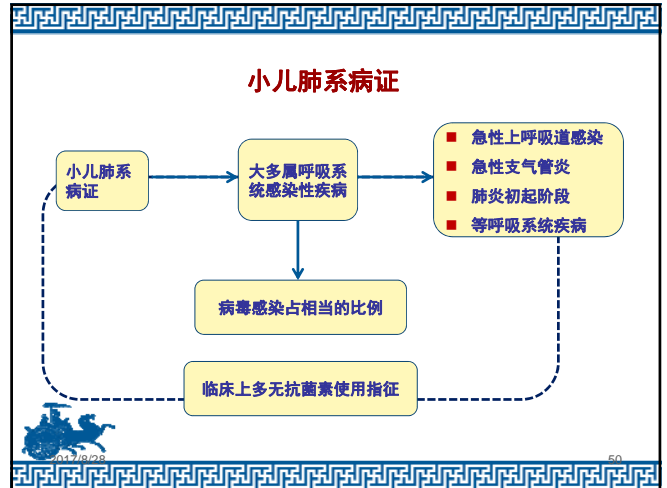 小儿肺系病证
小儿肺系
病证
大多属呼吸系
统感染性疾病
急性上呼吸道感染
急性支气管炎
肺炎初起阶段
等呼吸系统疾病
病毒感染占相当的比例
临床上多无抗菌素使用指征
2017/8/28
50